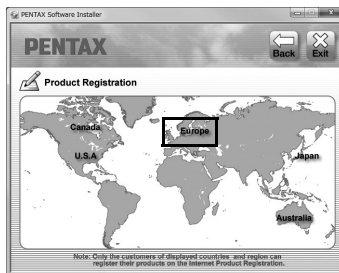 PENTAX Software Installer
PENTAX
Back
Exit
Product Registration
Canada
Europe
U.S.A
Japan
Australia
Note: Only the customers of displayed countries and region can
register their products on the Internet Product Registration.